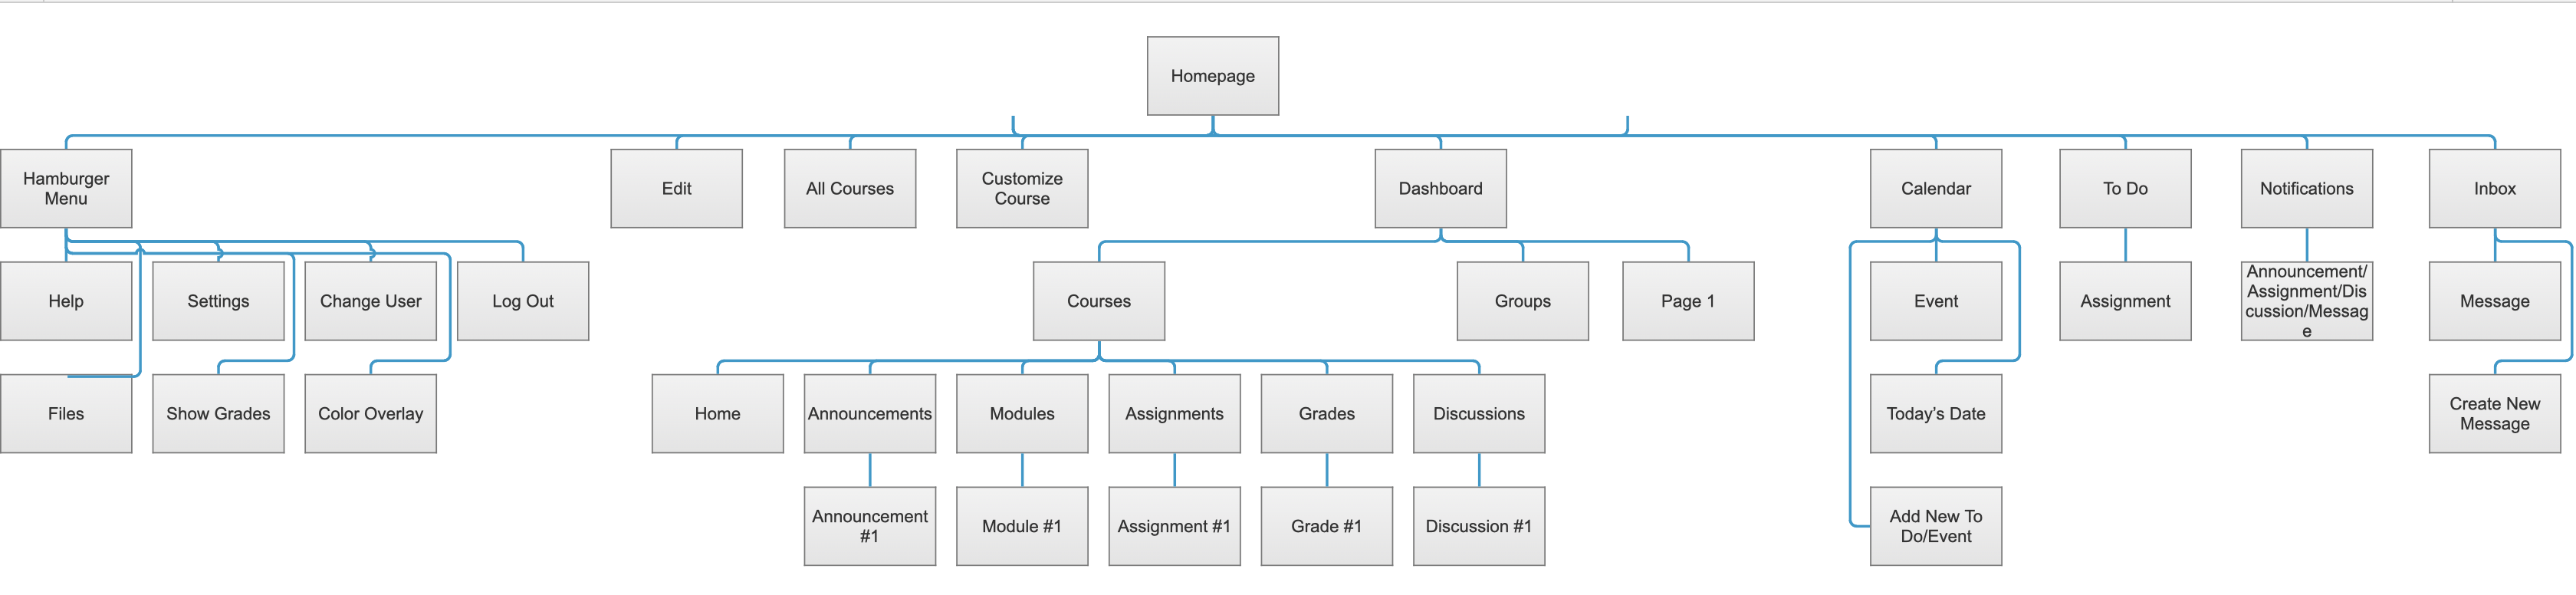 Homepage
Hamburger
Menu
Edit
All Courses
Customize
Course
Dashboard
Calendar
To Do
Notifications
Inbox
Help
Settings
Change User
Log Out
Courses
Groups
Page 1
Event
Assignment
Announcement/
Assignment/Dis
cussion/Messag
e
Message
Files
Show Grades
Color Overlay
Home
Announcements
Modules
Assignments
Grades
Discussions
Today’s Date
Create New
Message
Announcement
#1
Module #1
Assignment #1
Grade #1
Discussion #1
Add New To
Do/Event